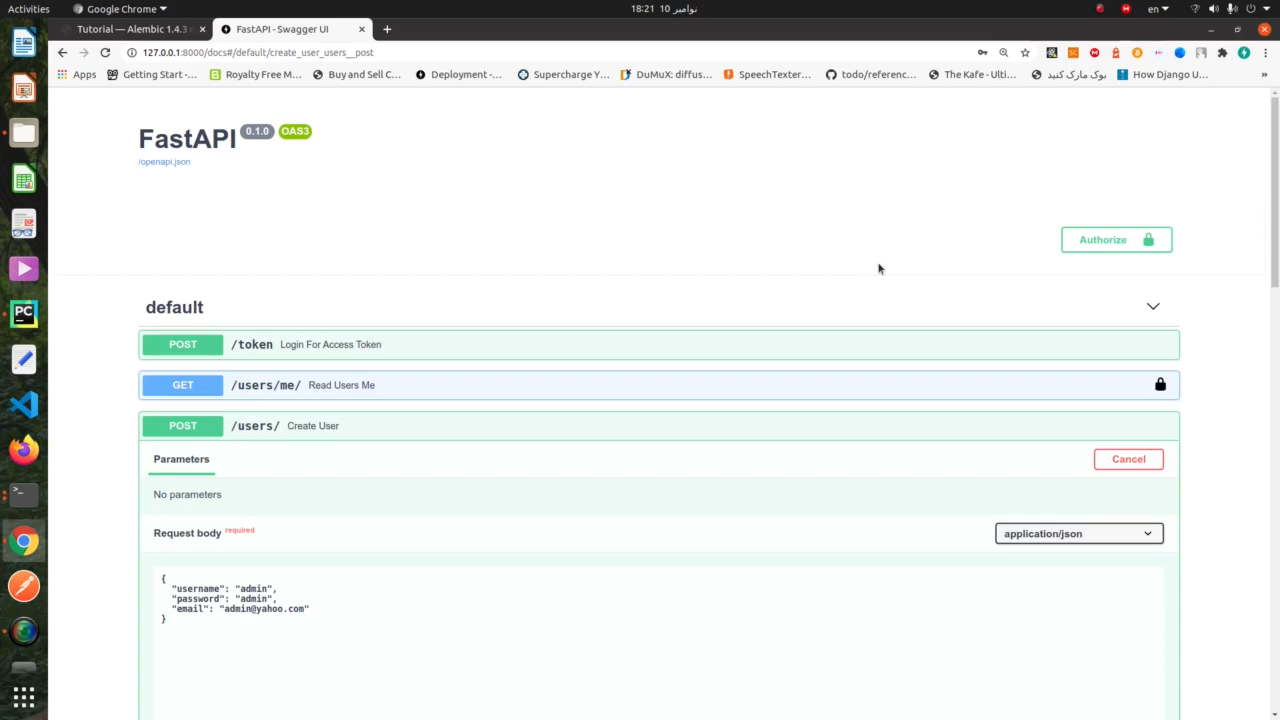 Activities
Google Chrome
18:21 10 نوامبر
en
Tutorial — Alembic 1.4.3
FastAPI - Swagger UI
127.0.0.1:8000/docs#/default/create_user_users__post
Apps
Getting Start -...
Royalty Free M...
Buy and Sell C...
Deployment -...
Supercharge Y...
DuMuX: diffus...
SpeechTexter...
todo/referenc...
The Kafe - Ulti...
بوک مارک کنید
How Django U...
»
FastAPI 0.1.0 OAS3
/openapi.json
Authorize
default
POST /token Login For Access Token
GET /users/me/ Read Users Me
POST /users/ Create User
Parameters
Cancel
No parameters
Request body required
application/json
{
"username": "admin",
"password": "admin",
"email": "admin@yahoo.com"
}